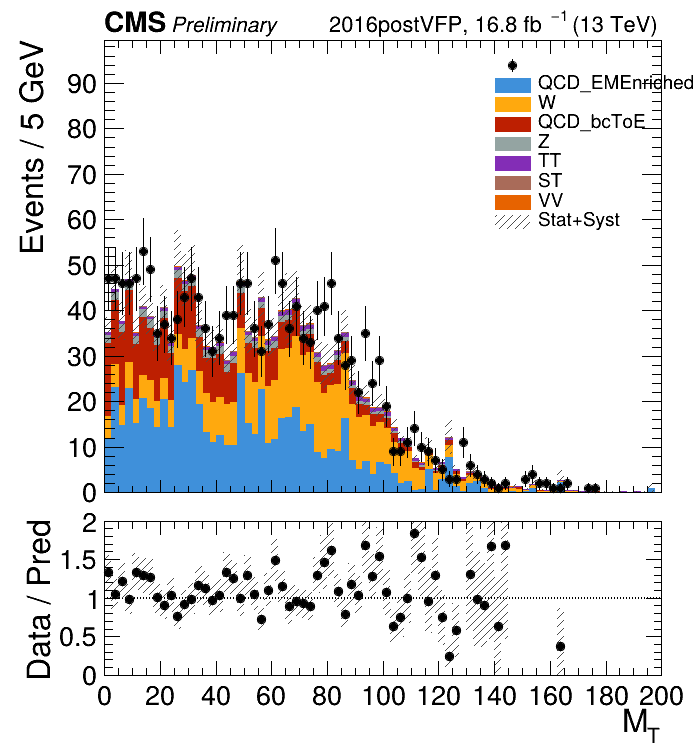 CMS Preliminary 2016postVFP, 16.8 fb⁻¹ (13 TeV)
Events / 5 GeV
90
80
70
60
50
40
30
20
10
0
QCD_EMEnriched
W
QCD_bcToE
Z
TT
ST
VV
Stat+Syst
Data / Pred
2
1.5
1
0.5
0
0 20 40 60 80 100 120 140 160 180 200
M_T